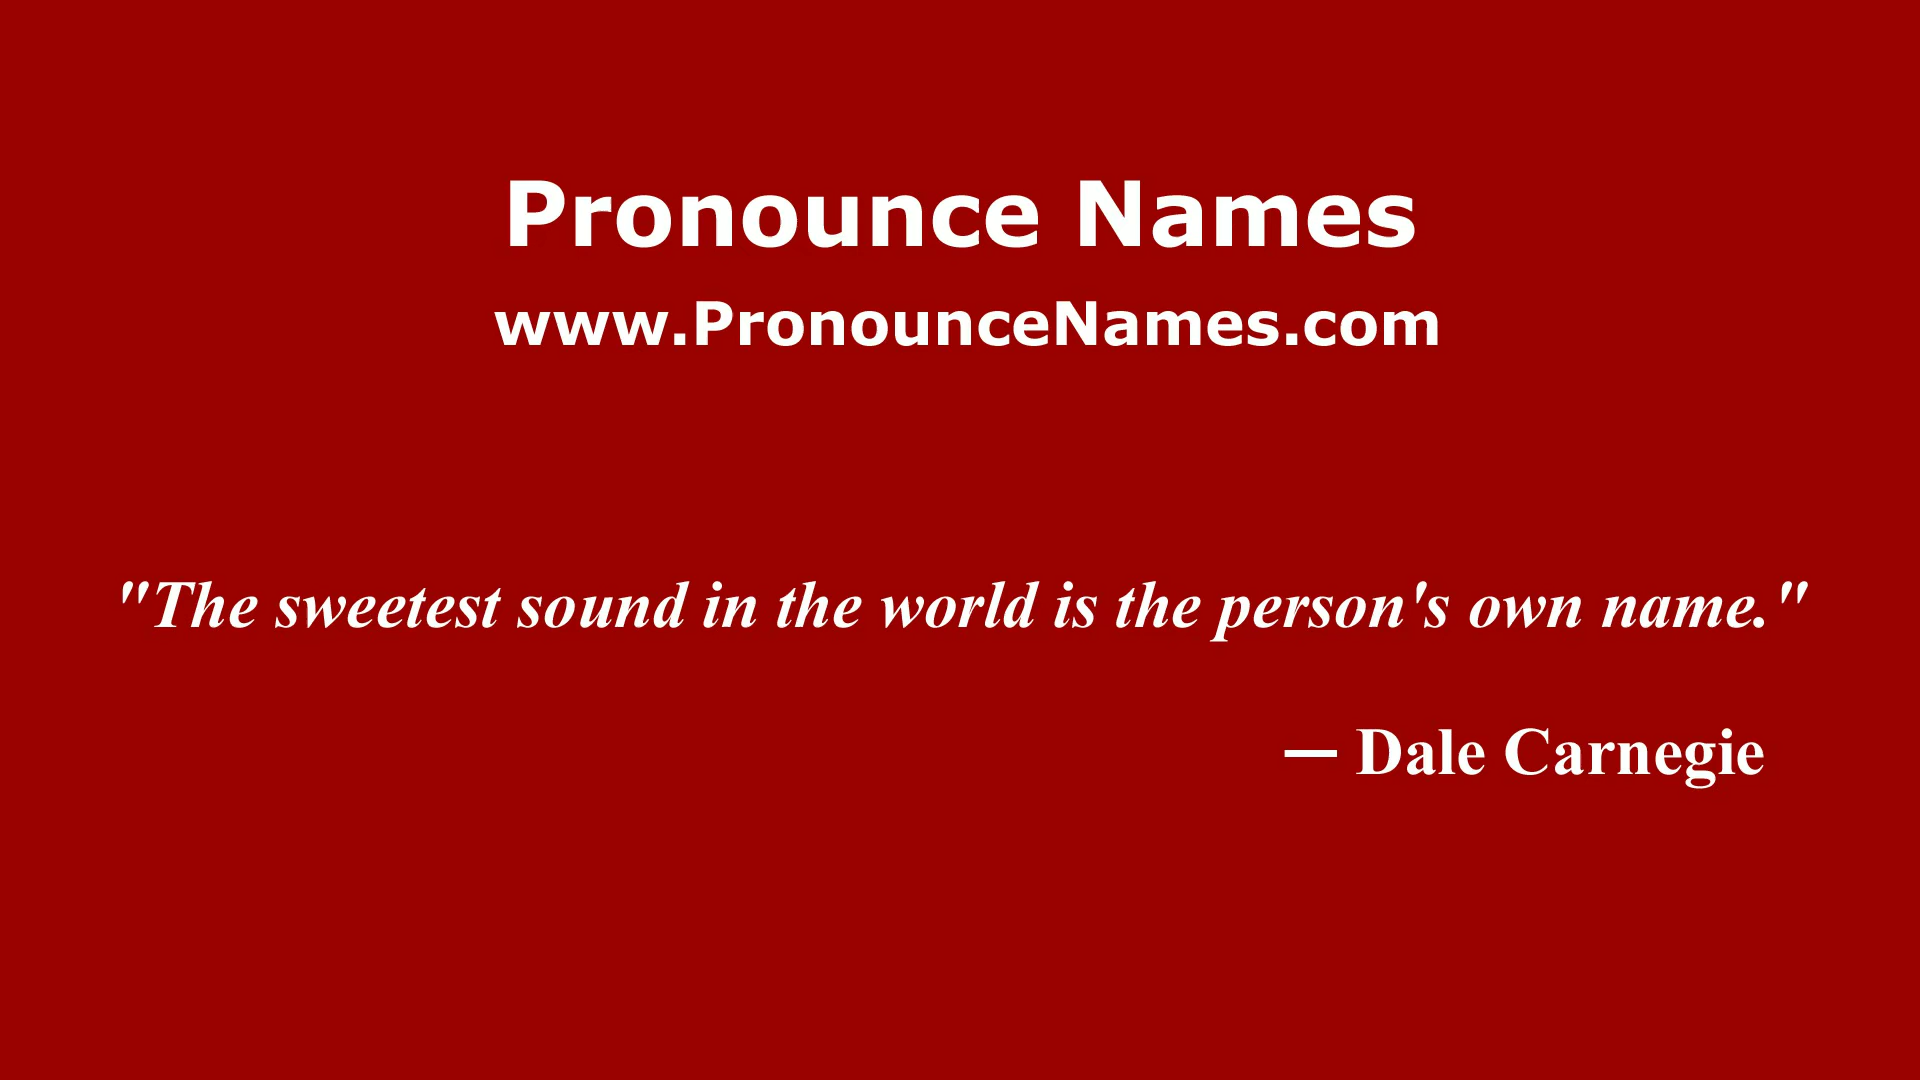 Pronounce Names
www.PronounceNames.com
"The sweetest sound in the world is the person's own name."
— Dale Carnegie